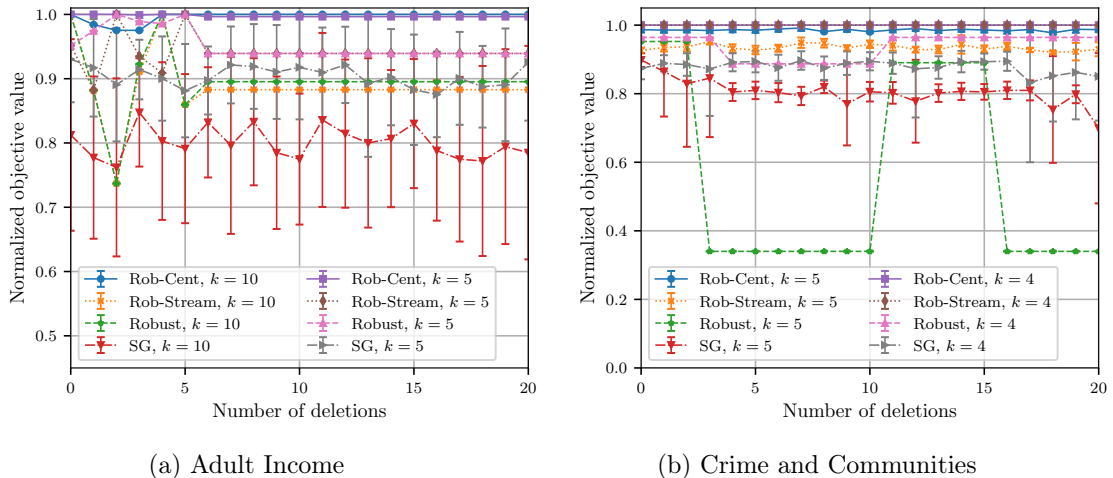 1.0
0.9
0.8
0.7
0.6
0.5
Normalized objective value
Rob-Cent, k = 10
Rob-Stream, k = 10
Robust, k = 10
SG, k = 10
Rob-Cent, k = 5
Rob-Stream, k = 5
Robust, k = 5
SG, k = 5
0 5 10 15 20
Number of deletions
(a) Adult Income
1.0
0.8
0.6
0.4
0.2
0.0
Normalized objective value
Rob-Cent, k = 5
Rob-Stream, k = 5
Robust, k = 5
SG, k = 5
Rob-Cent, k = 4
Rob-Stream, k = 4
Robust, k = 4
SG, k = 4
0 5 10 15 20
Number of deletions
(b) Crime and Communities